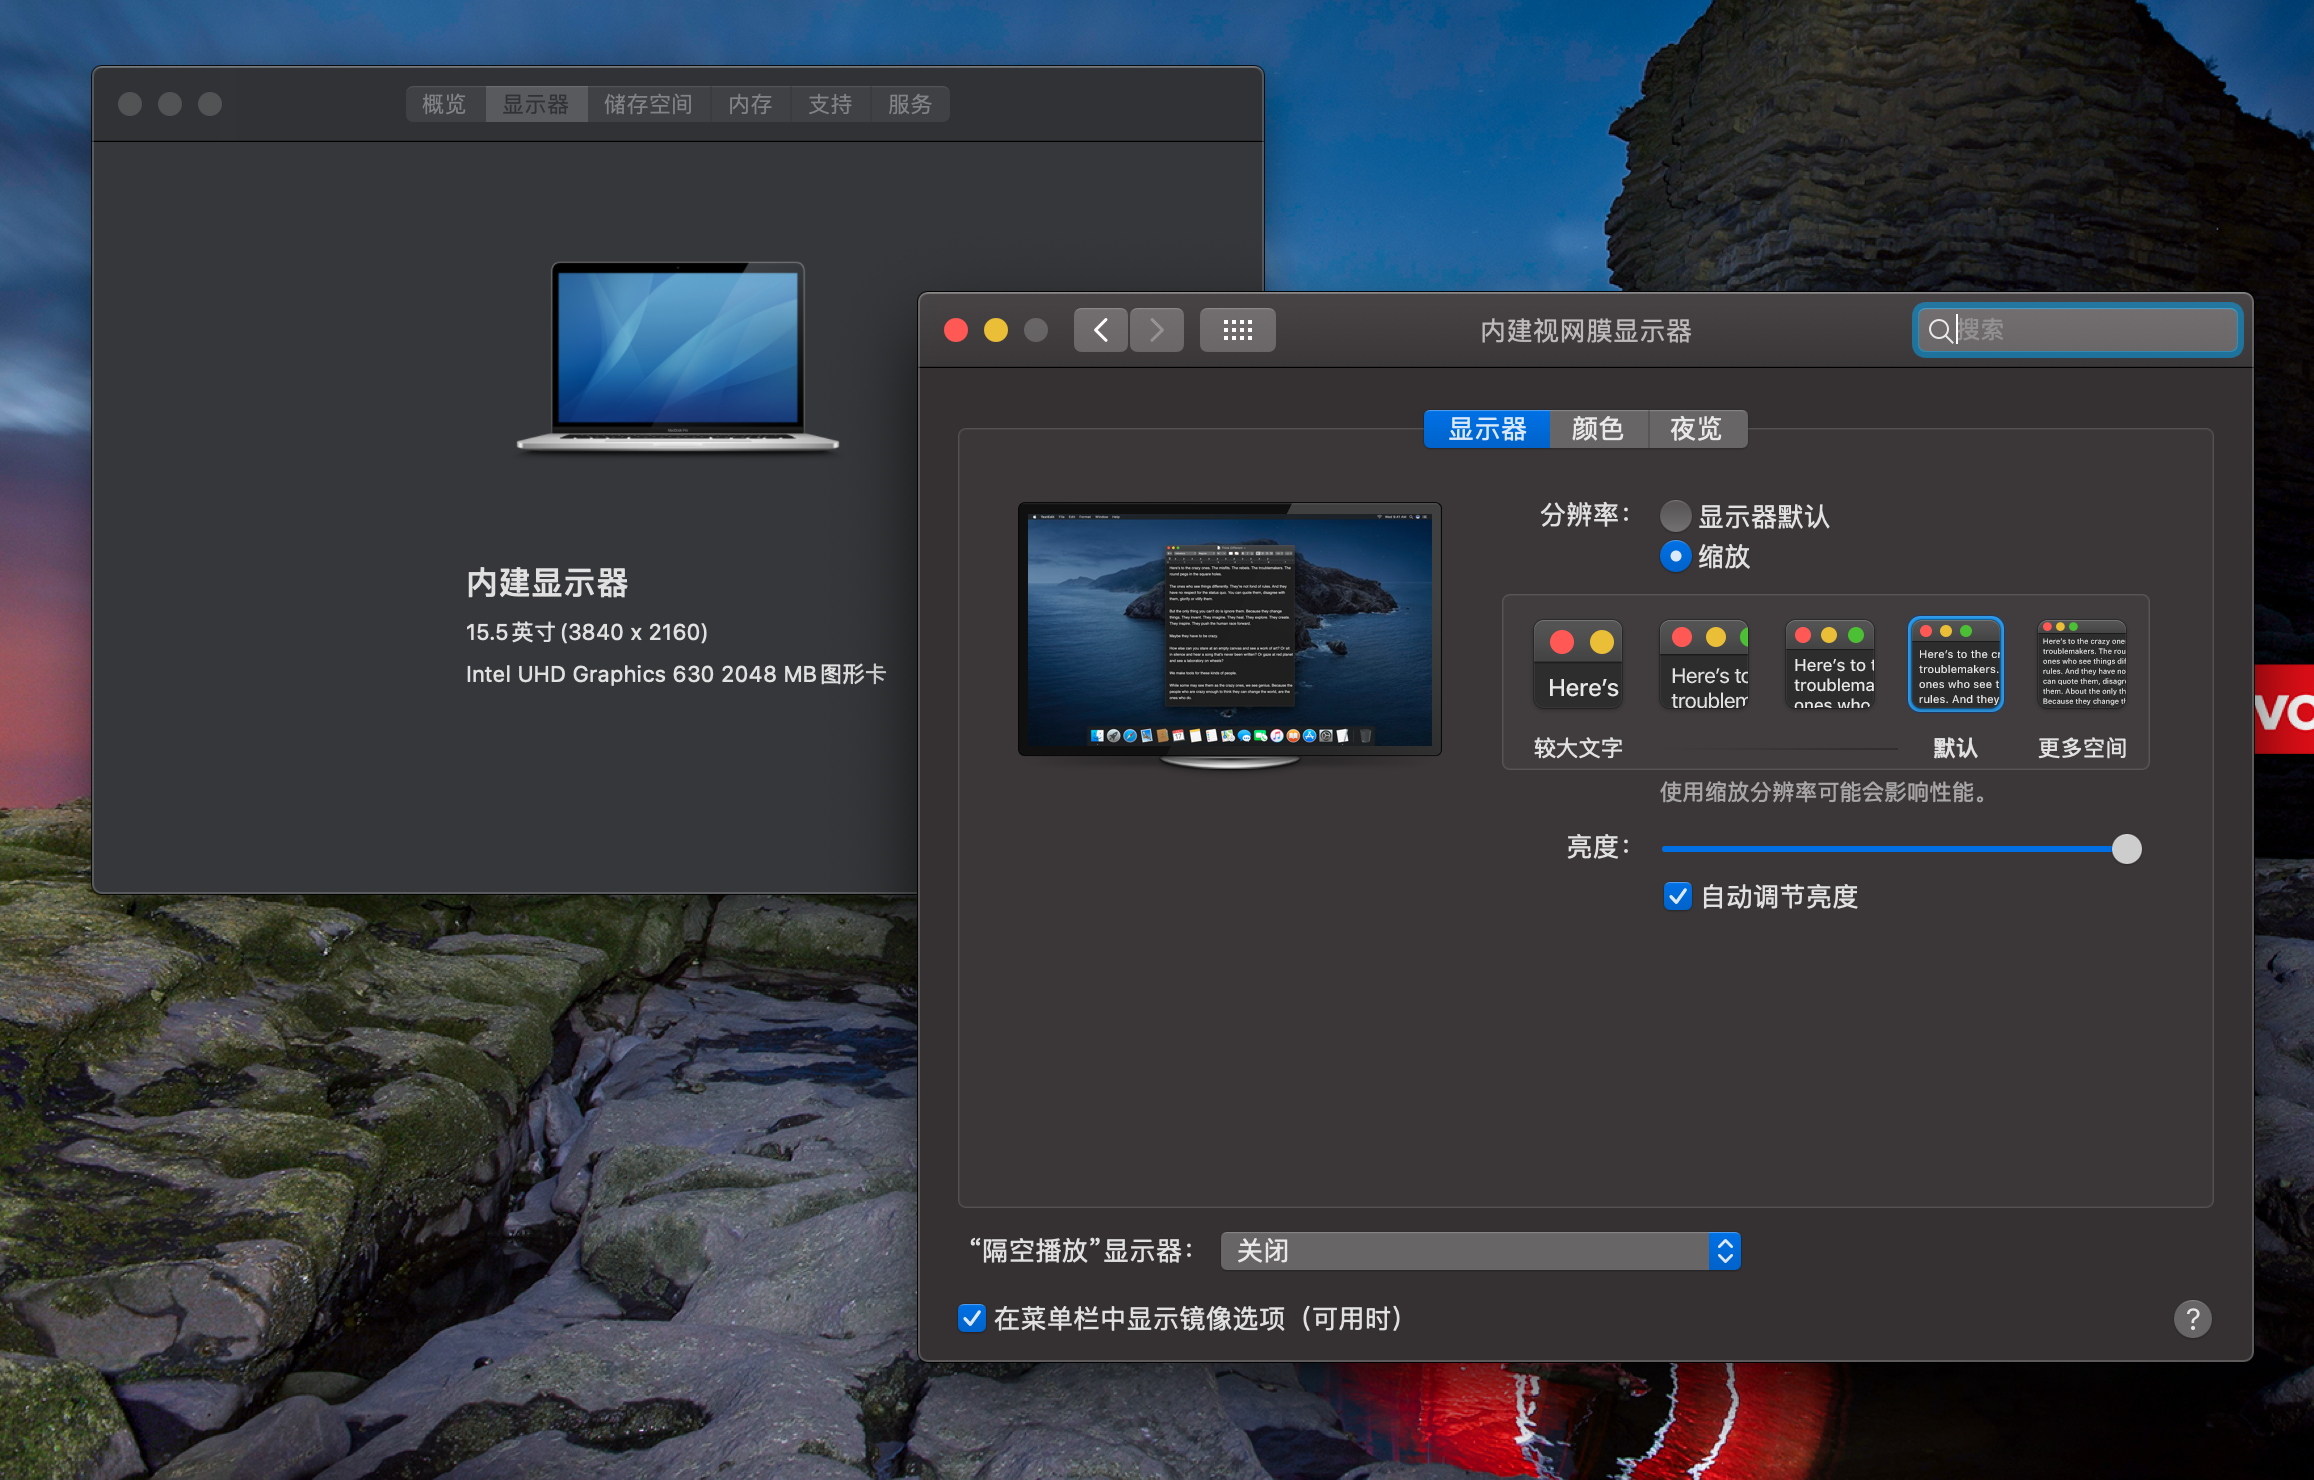 概览 显示器 储存空间 内存 支持 服务
内建显示器
15.5 英寸 (3840 x 2160)
Intel UHD Graphics 630 2048 MB 图形卡
内建视网膜显示器
搜索
显示器 颜色 夜览
分辨率：
显示器默认
缩放
Here's
Here's to
troublem
Here's to t
troublema
ones who
Here's to the cr
troublemakers.
ones who see t
rules. And they
Here's to the crazy one
troublemakers. The rou
ones who see things dif
rules. And they have no
can quote them, disagr
them. About the only th
Because they change th
较大文字
默认
更多空间
使用缩放分辨率可能会影响性能。
亮度：
自动调节亮度
“隔空播放”显示器：
关闭
在菜单栏中显示镜像选项（可用时）
?
vo